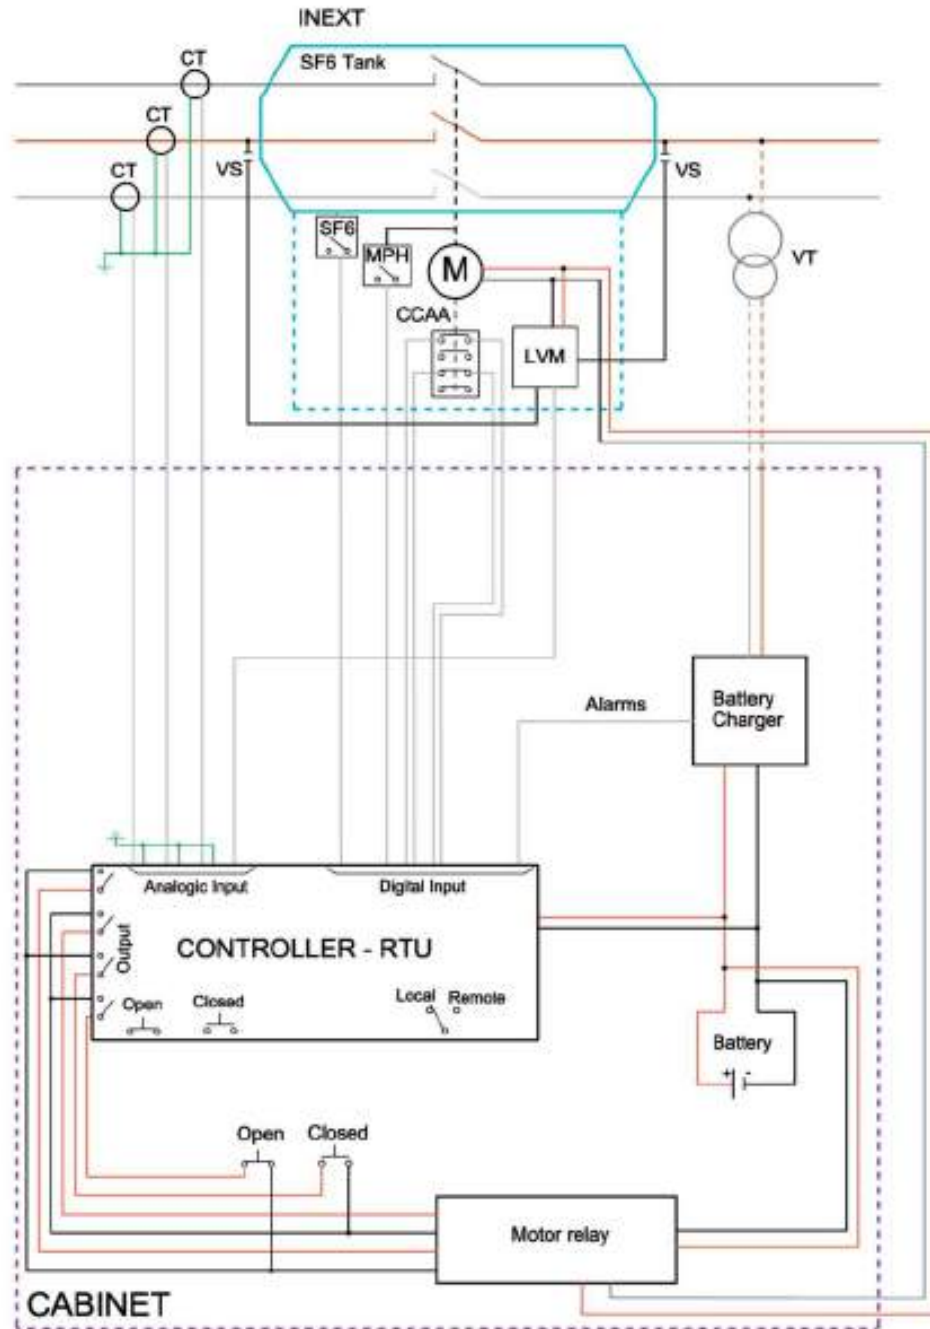 INEXT
SF6 Tank
CT
CT
CT
VS
VS
SF6
MPH
M
VT
CCAA
LVM
Alarms
Battery
Charger
Analogic Input
Digital Input
Output
CONTROLLER - RTU
Open
Closed
Local
Remote
Battery
+ -
Open
Closed
Motor relay
CABINET